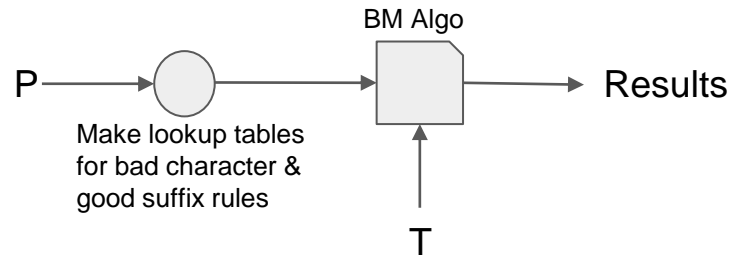 BM Algo
P
Results
Make lookup tables
for bad character &
good suffix rules
T